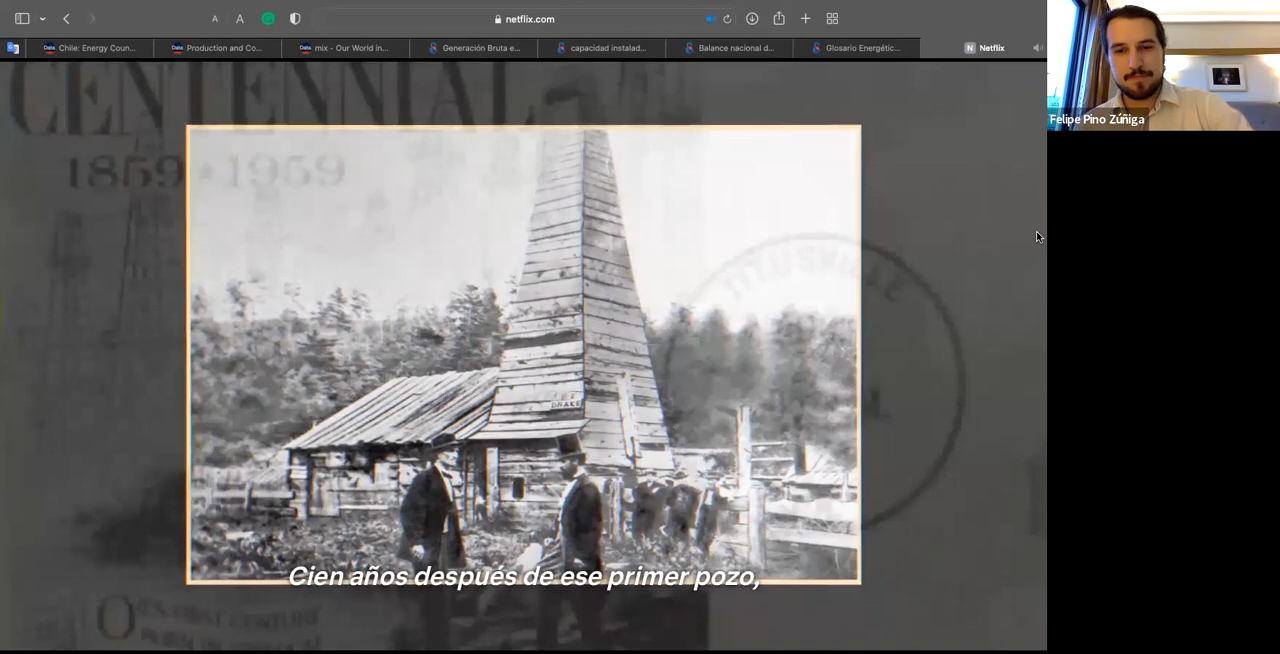 netflix.com
Chile: Energy Coun...
Production and Co...
mix - Our World in...
Generación Bruta e...
capacidad instalad...
Balance nacional d...
Glosario Energétic...
Netflix
Felipe Pino Zúñiga
CENTENNIAL
1859 • 1959
TITUSVILLE
DRAKE
Cien años después de ese primer pozo,